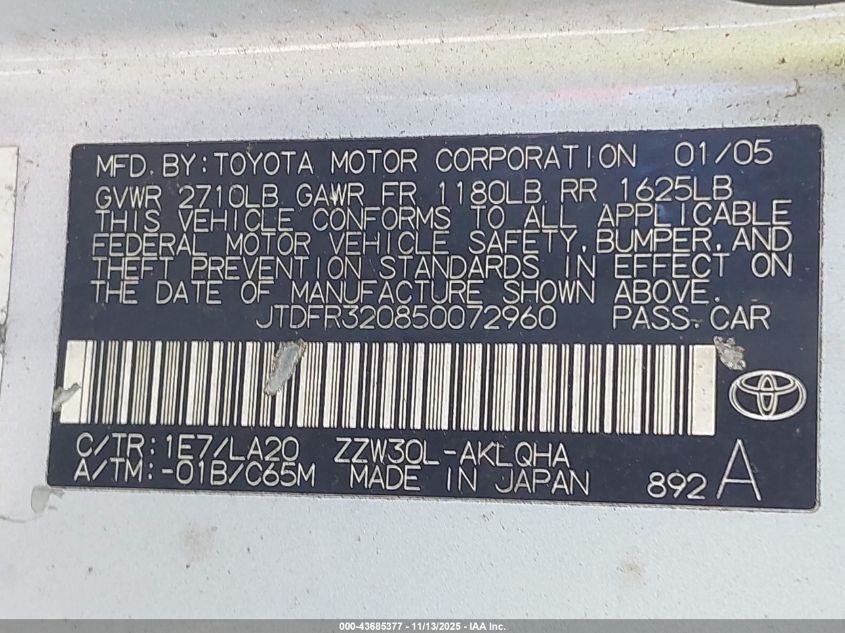 MFD. BY: TOYOTA MOTOR CORPORATION 01/05
GVWR 2710LB GAWR FR 1180LB RR 1625LB
THIS VEHICLE CONFORMS TO ALL APPLICABLE
FEDERAL MOTOR VEHICLE SAFETY, BUMPER, AND
THEFT PREVENTION STANDARDS IN EFFECT ON
THE DATE OF MANUFACTURE SHOWN ABOVE.
JTDFR320850072960 PASS. CAR
C/TR: 1E7/LA20 ZZW30L-AKLQHA
A/TM: -01B/C65M MADE IN JAPAN 892 A
000-43685377 - 11/13/2025 - IAA Inc.